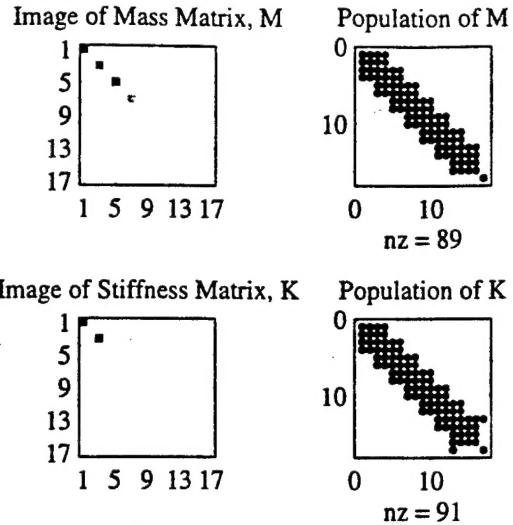 Image of Mass Matrix, M
1
5
9
13
17
1 5 9 13 17
Population of M
0
10
0 10
nz = 89
Image of Stiffness Matrix, K
1
5
9
13
17
1 5 9 13 17
Population of K
0
10
0 10
nz = 91